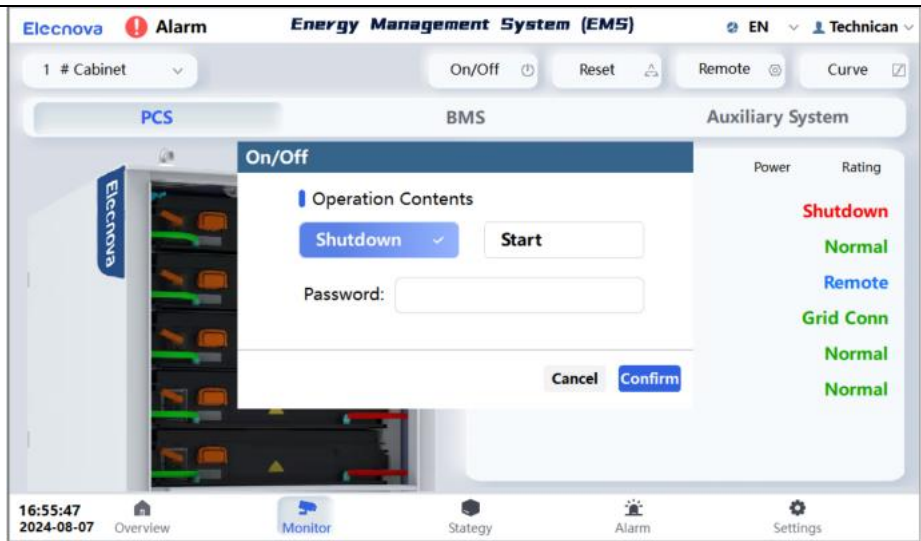 Elecnova Alarm Energy Management System (EMS) EN Technican
1 # Cabinet On/Off Reset Remote Curve
PCS BMS Auxiliary System
Elecnova
On/Off
Operation Contents
Shutdown Start
Password:
Cancel Confirm
Power Rating
Shutdown
Normal
Remote
Grid Conn
Normal
Normal
16:55:47
2024-08-07
Overview Monitor Stategy Alarm Settings